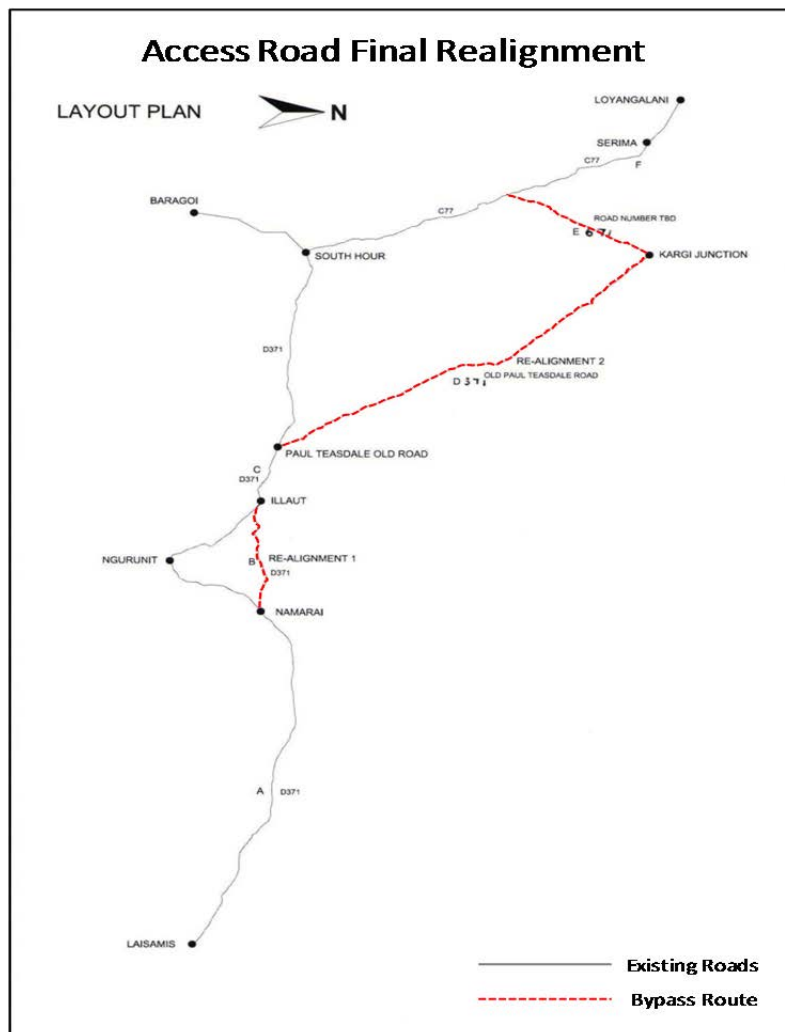 Access Road Final Realignment
LAYOUT PLAN
N
LOYANGALANI
SERIMA
F
C77
BARAGOI
C77
ROAD NUMBER TBD
E 671
SOUTH HOUR
KARGI JUNCTION
D371
RE-ALIGNMENT 2
OLD PAUL TEASDALE ROAD
D 371
PAUL TEASDALE OLD ROAD
C
D371
ILLAUT
NGURUNIT
B
RE-ALIGNMENT 1
D371
NAMARAI
A
D371
LAISAMIS
Existing Roads
Bypass Route